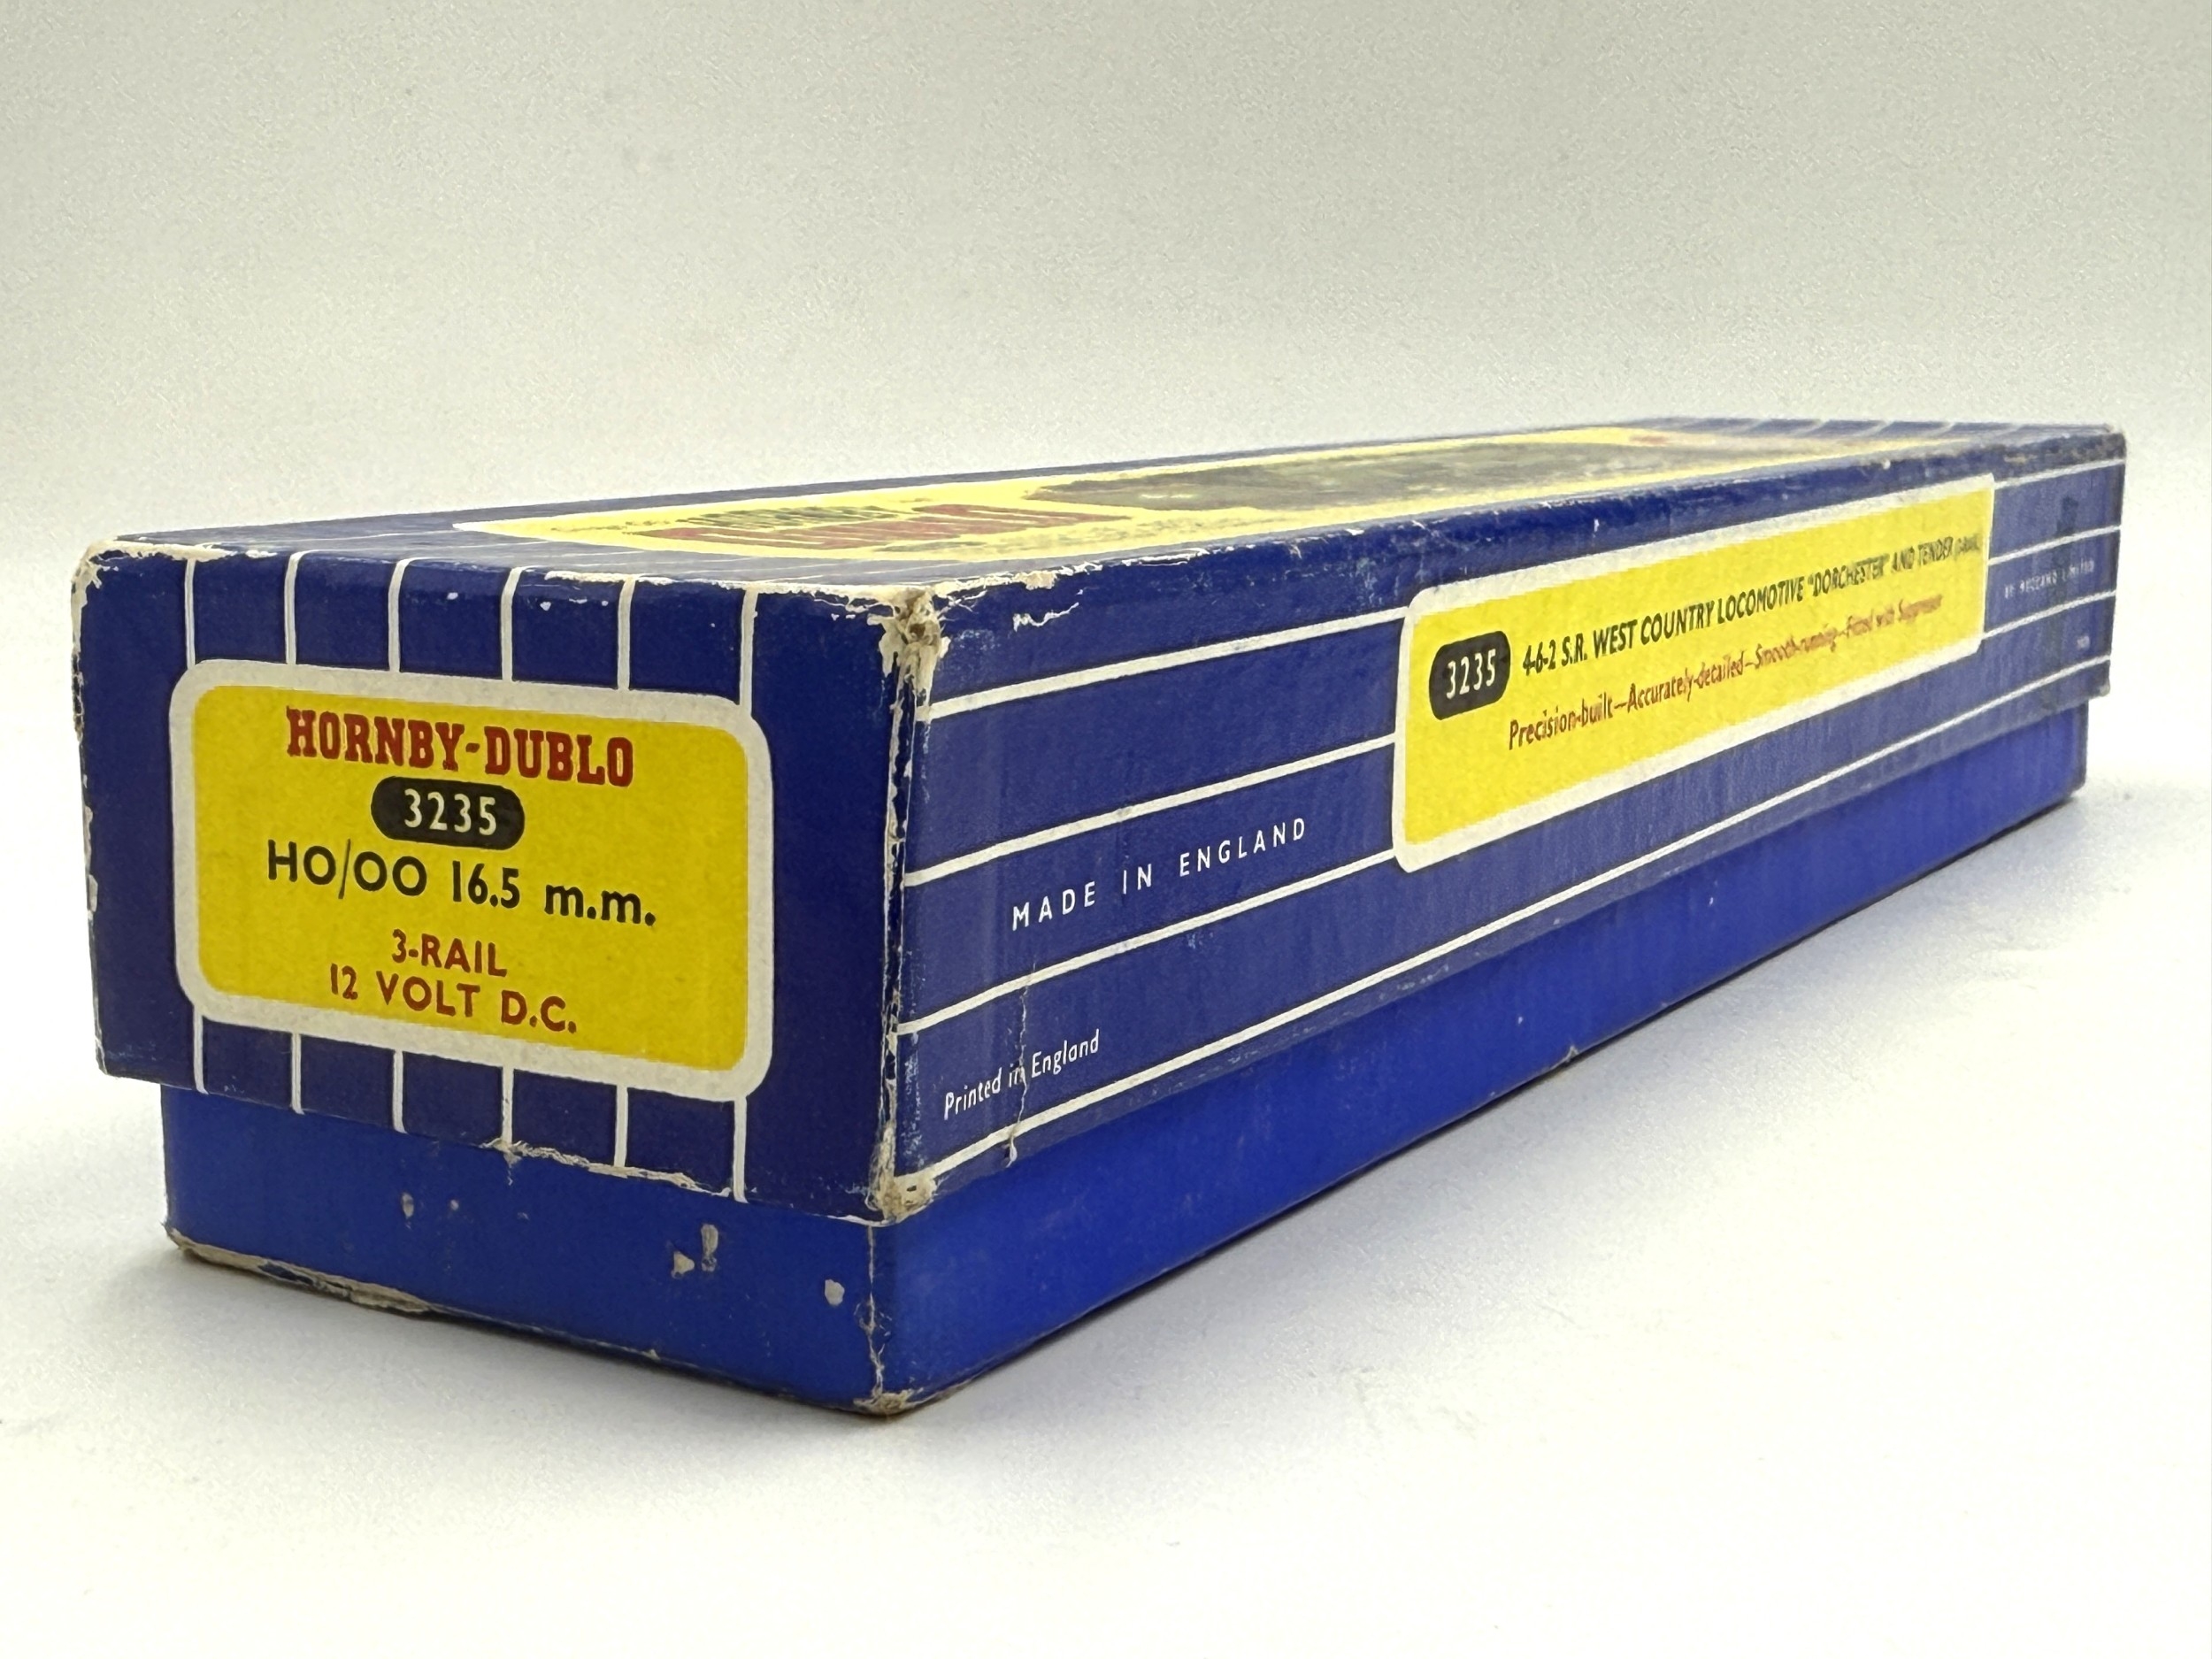 HORNBY-DUBLO
3235
HO/OO 16.5 m.m.
3-RAIL
12 VOLT D.C.
3235 4-6-2 S.R. WEST COUNTRY LOCOMOTIVE "DORCHESTER" AND TENDER
Precision-built—Accurately-detailed—Smooth-running—Fitted with Suppressor
MADE IN ENGLAND
Printed in England